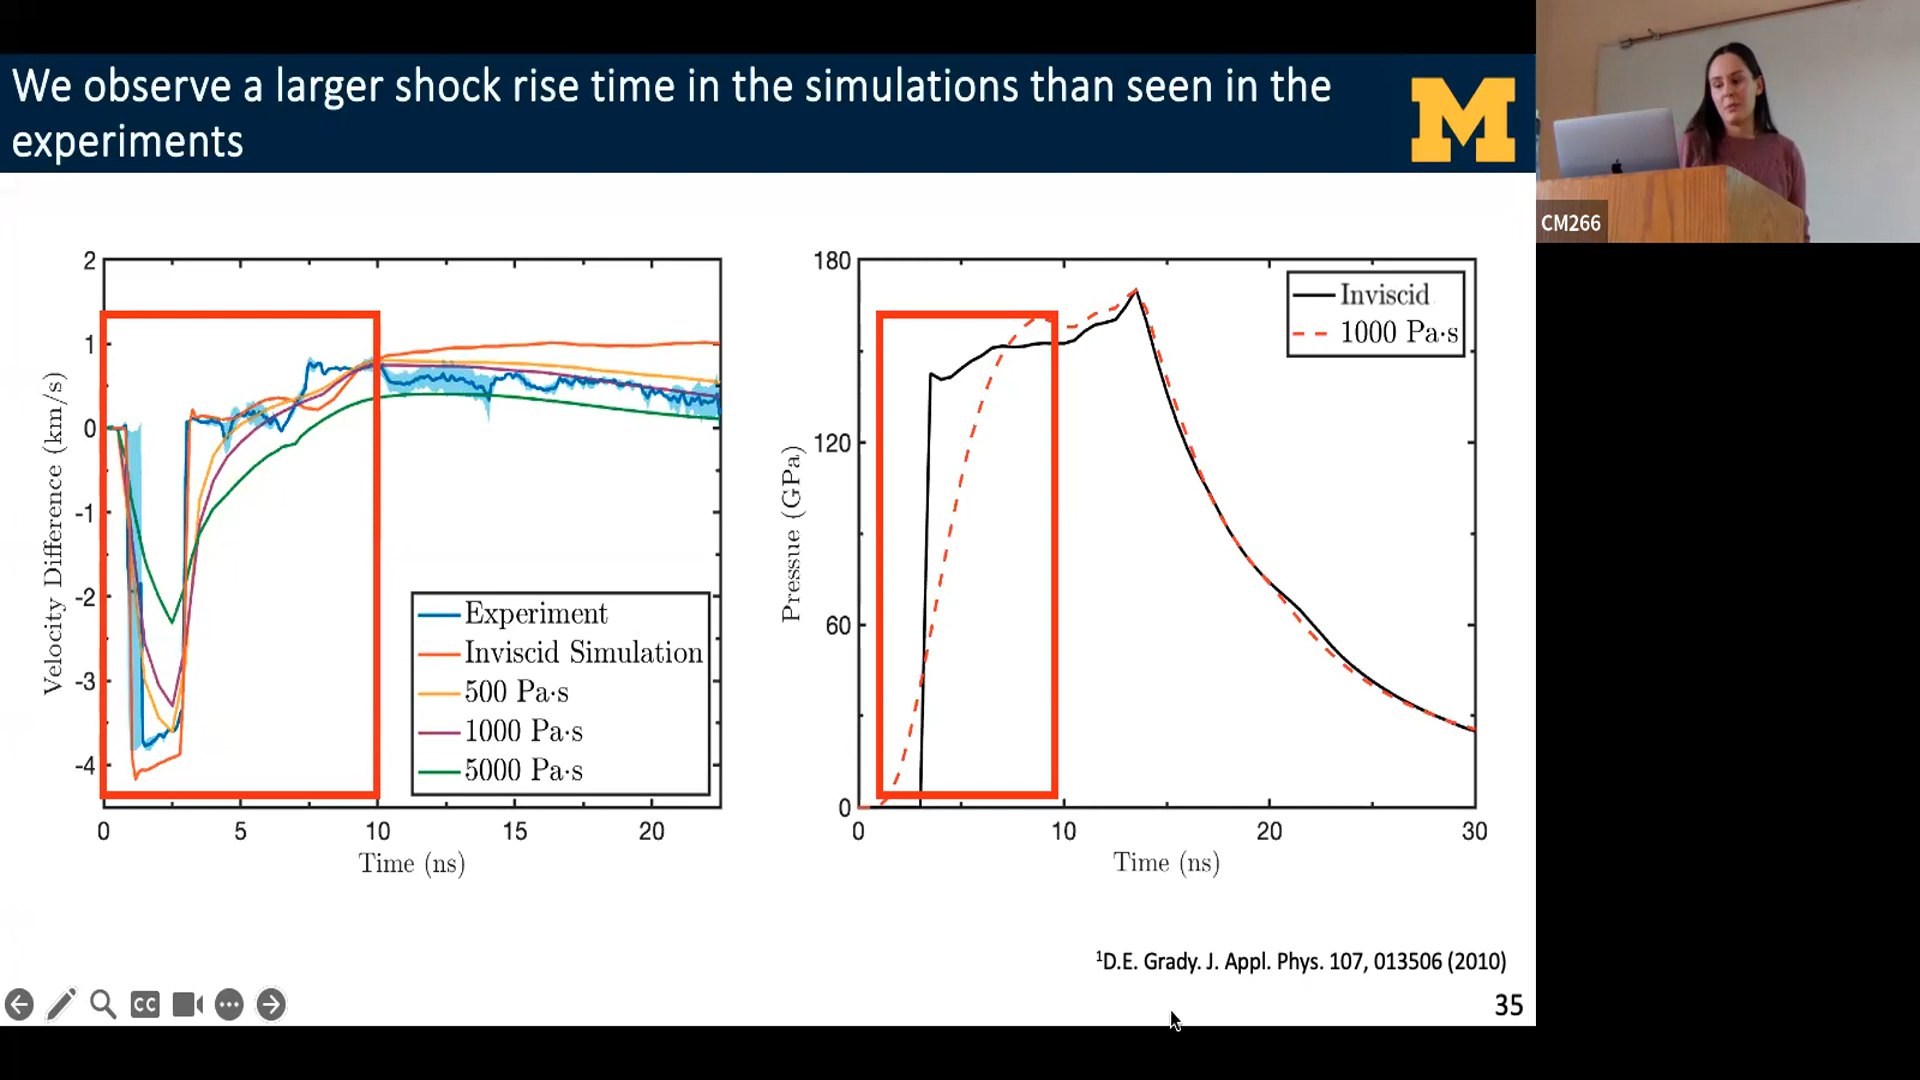 We observe a larger shock rise time in the simulations than seen in the
experiments
M
CM266
2
1
0
-1
-2
-3
-4
0
5
10
15
20
Velocity Difference (km/s)
Time (ns)
Experiment
Inviscid Simulation
500 Pa·s
1000 Pa·s
5000 Pa·s
180
120
60
0
0
10
20
30
Pressue (GPa)
Time (ns)
Inviscid
1000 Pa·s
¹D.E. Grady. J. Appl. Phys. 107, 013506 (2010)
CC
35